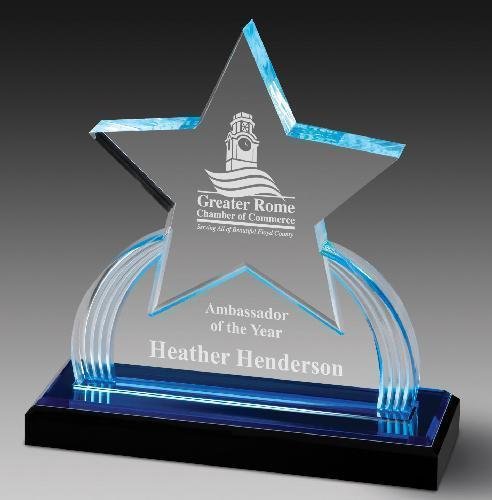 Greater Rome
Chamber of Commerce
Serving All of Beautiful Floyd County
Ambassador
of the Year
Heather Henderson